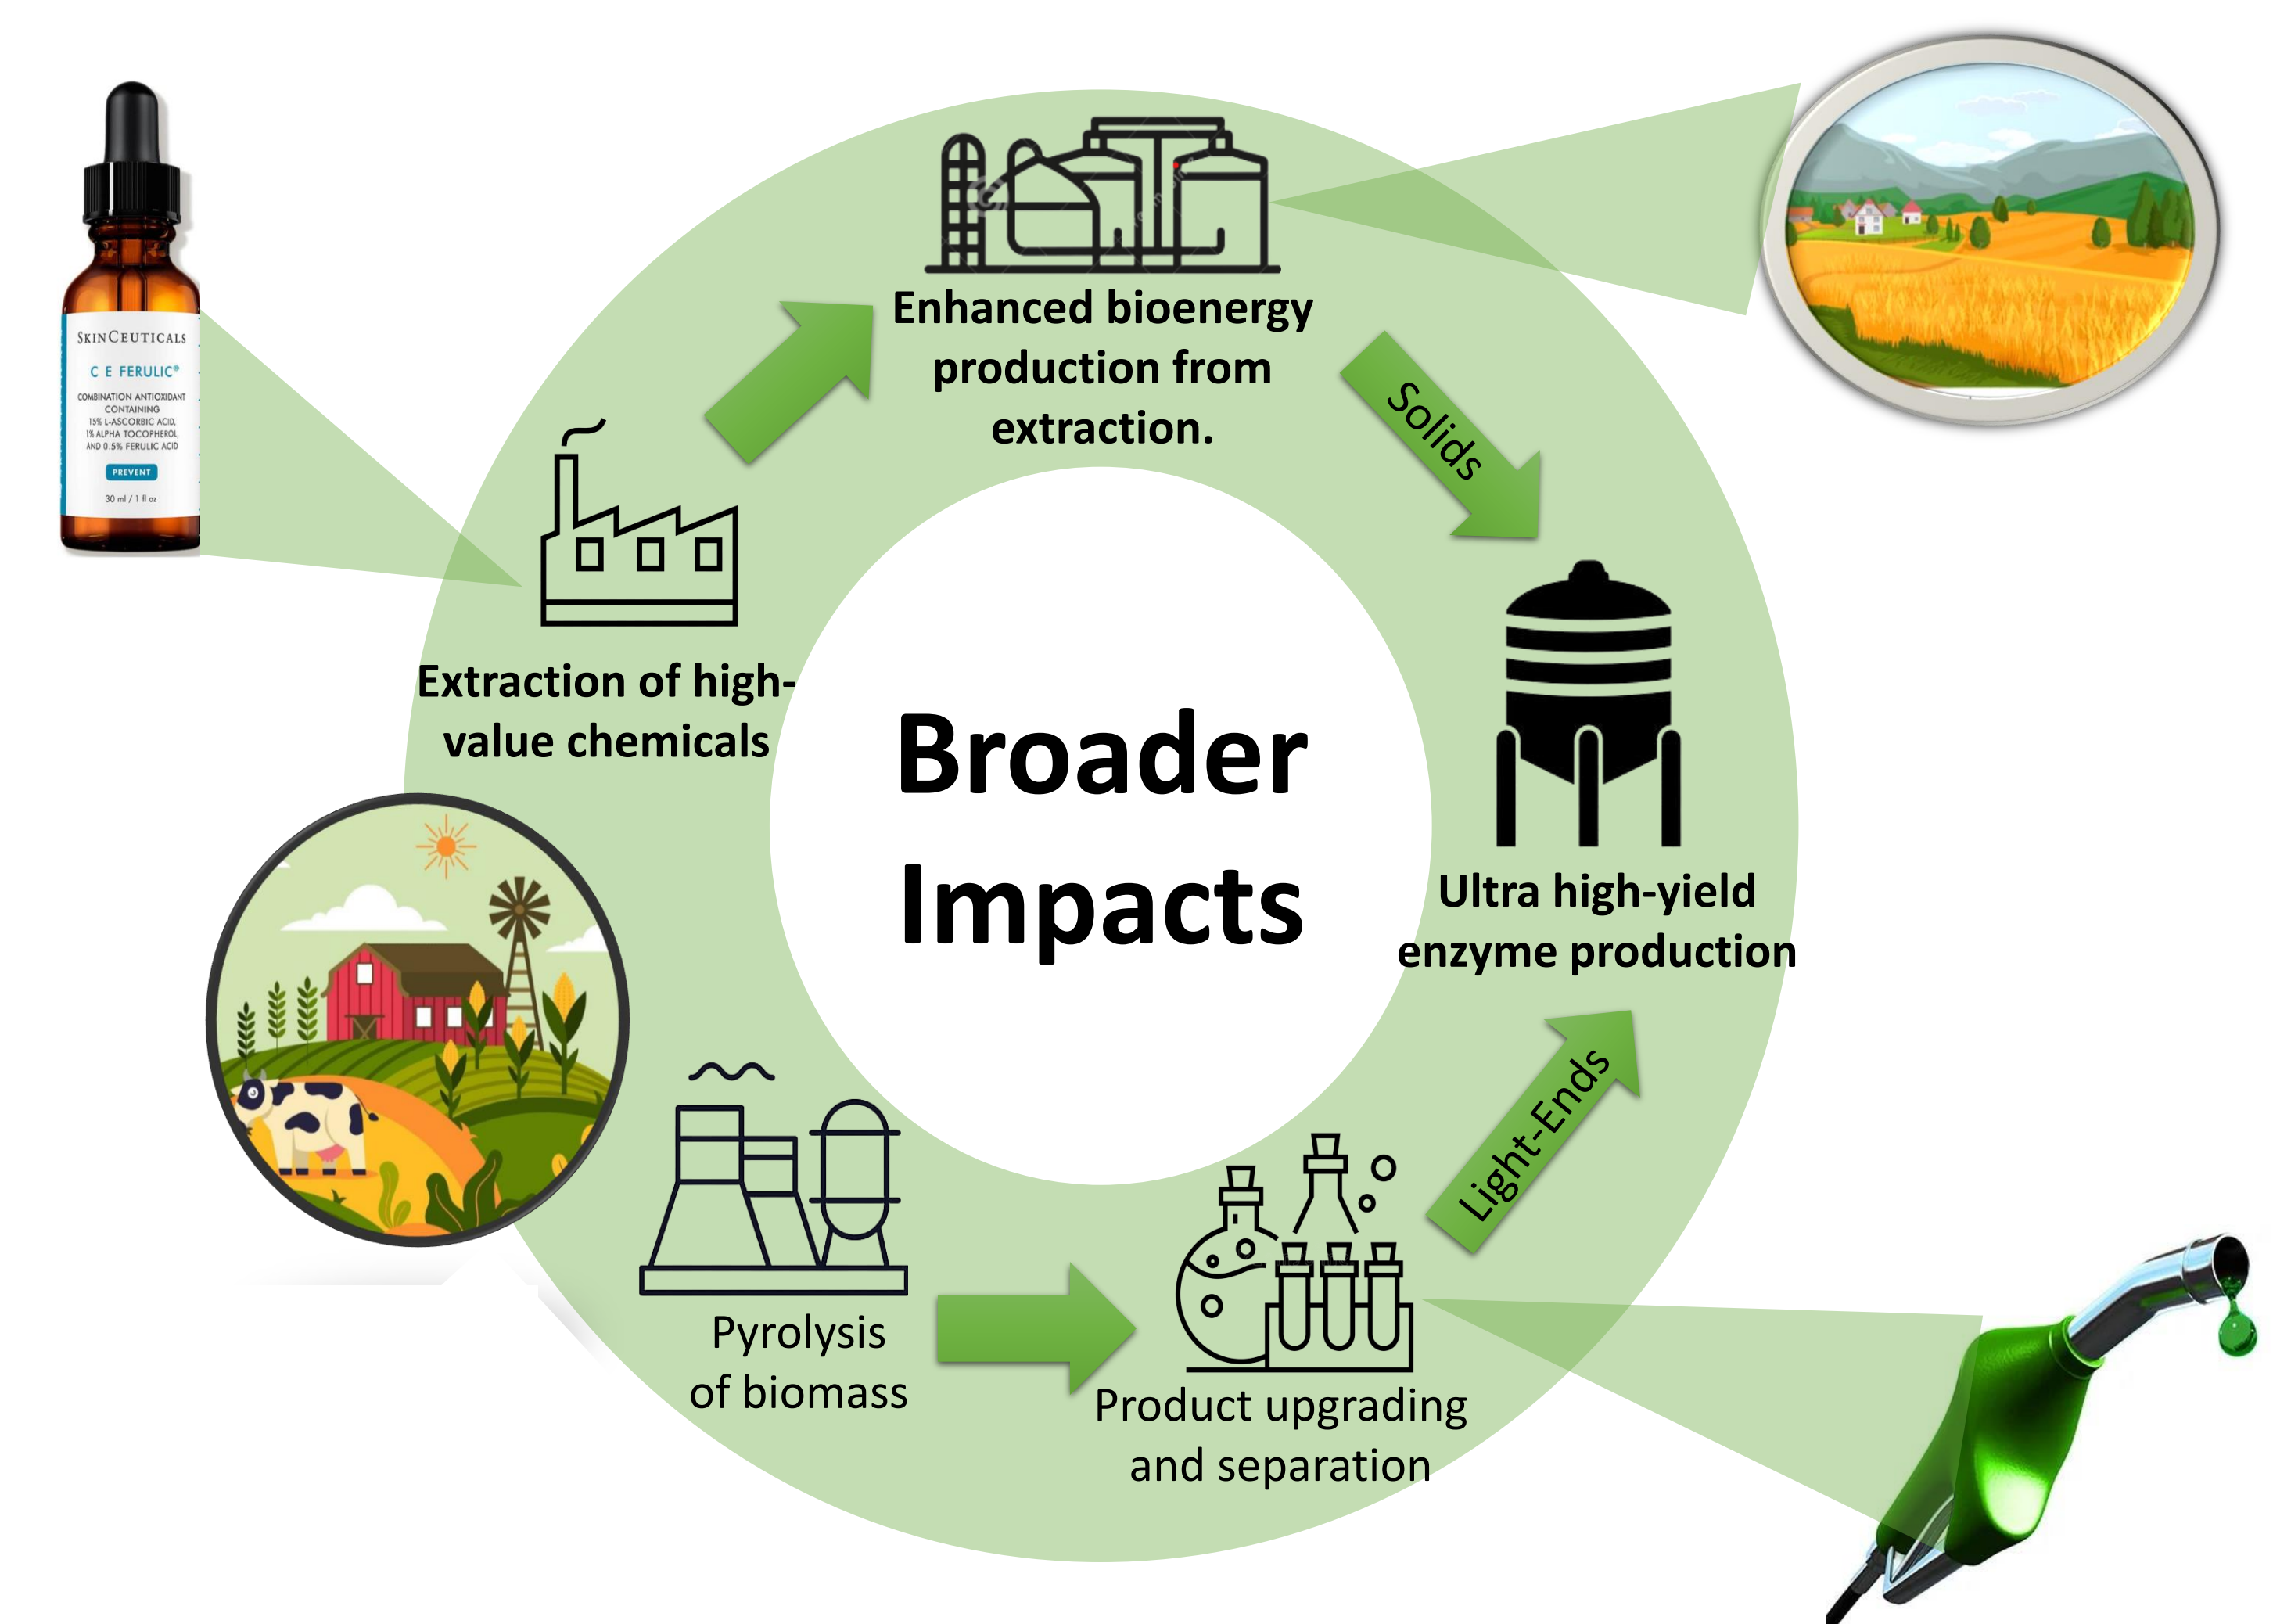 SKINCEUTICALS
C E FERULIC®
COMBINATION ANTIOXIDANT
CONTAINING
15% L-ASCORBIC ACID,
1% ALPHA TOCOPHEROL,
AND 0.5% FERULIC ACID
PREVENT
30 ml / 1 fl oz
Enhanced bioenergy
production from
extraction.
Solids
Extraction of high-
value chemicals
Broader
Impacts
Ultra high-yield
enzyme production
Light-Ends
Pyrolysis
of biomass
Product upgrading
and separation